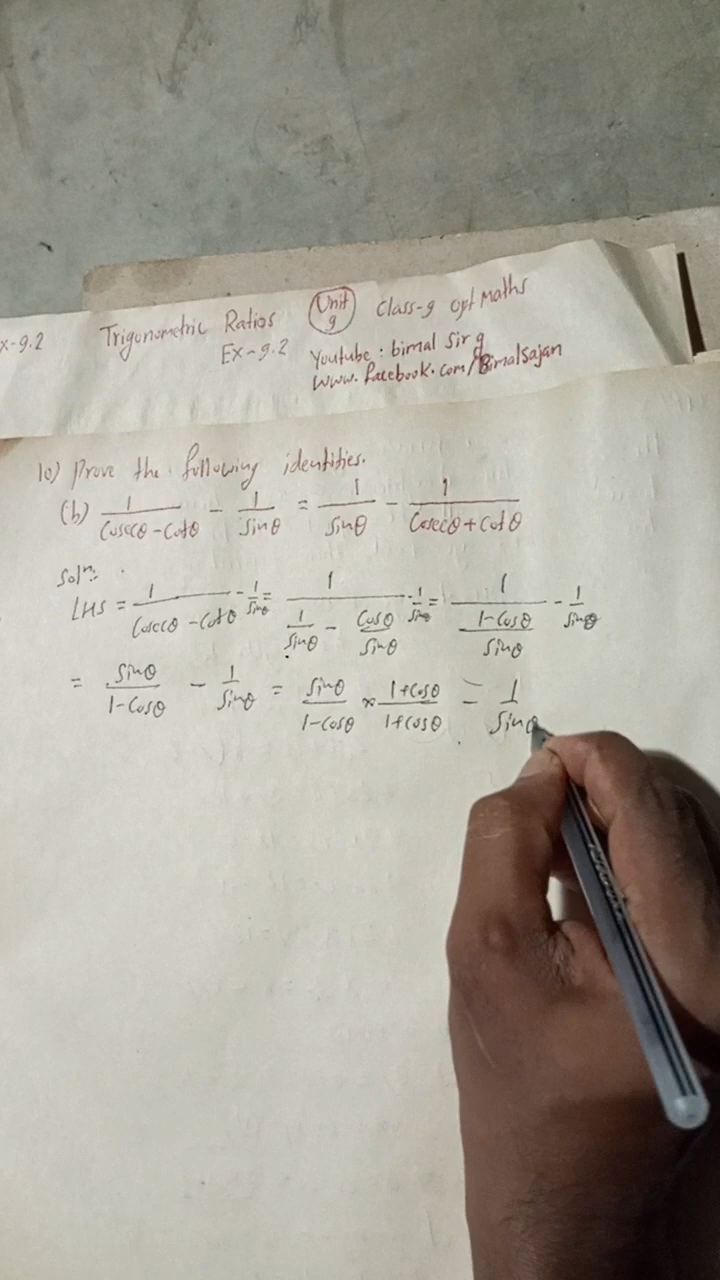 x-9.2 Trigonometric Ratios Unit 9 Class-9 opt Maths
Ex-9.2 Youtube : bimal Sir g
www.facebook.com/Bimalsajan
10) Prove the following identities.
(b) 1/(Cosecθ - Cotθ) - 1/Sinθ = 1/Sinθ - 1/(Cosecθ + Cotθ)
Solⁿ:
LHS = 1/(Cosecθ - Cotθ) - 1/Sinθ = 1/(1/Sinθ - Cosθ/Sinθ) - 1/Sinθ = 1/((1-Cosθ)/Sinθ) - 1/Sinθ
= Sinθ/(1-Cosθ) - 1/Sinθ = Sinθ/(1-Cosθ) × (1+Cosθ)/(1+Cosθ) - 1/Sinθ